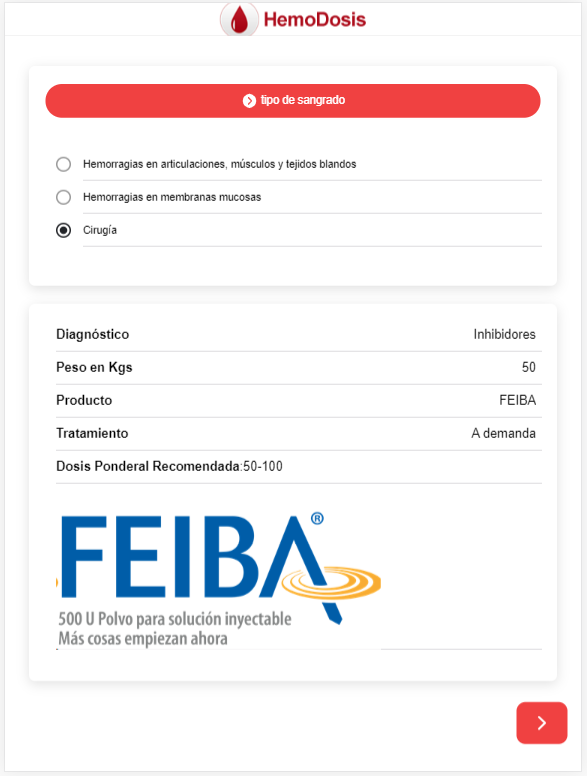 HemoDosis
tipo de sangrado
Hemorragias en articulaciones, músculos y tejidos blandos
Hemorragias en membranas mucosas
Cirugía
Diagnóstico Inhibidores
Peso en Kgs 50
Producto FEIBA
Tratamiento A demanda
Dosis Ponderal Recomendada:50-100
FEIBA®
500 U Polvo para solución inyectable
Más cosas empiezan ahora